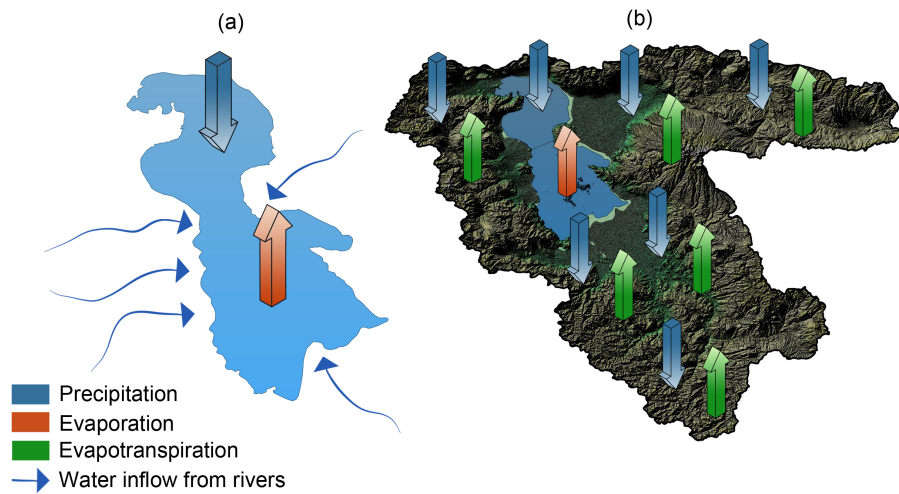 (a)
(b)
Precipitation
Evaporation
Evapotranspiration
Water inflow from rivers